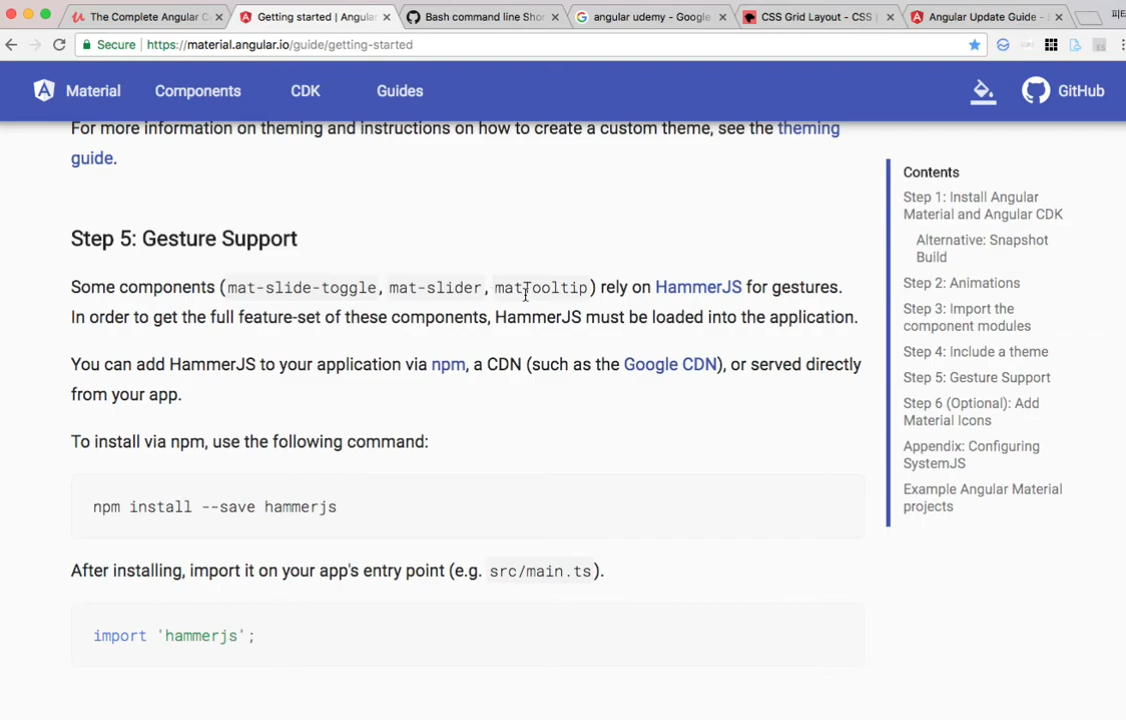 The Complete Angular C
Getting started | Angular
Bash command line Shor
angular udemy - Google
CSS Grid Layout - CSS |
Angular Update Guide -
Secure | https://material.angular.io/guide/getting-started
Material Components CDK Guides GitHub
For more information on theming and instructions on how to create a custom theme, see the theming
guide.
Step 5: Gesture Support
Some components (mat-slide-toggle, mat-slider, matTooltip) rely on HammerJS for gestures.
In order to get the full feature-set of these components, HammerJS must be loaded into the application.
You can add HammerJS to your application via npm, a CDN (such as the Google CDN), or served directly
from your app.
To install via npm, use the following command:
npm install --save hammerjs
After installing, import it on your app's entry point (e.g. src/main.ts).
import 'hammerjs';
Contents
Step 1: Install Angular
Material and Angular CDK
Alternative: Snapshot
Build
Step 2: Animations
Step 3: Import the
component modules
Step 4: Include a theme
Step 5: Gesture Support
Step 6 (Optional): Add
Material Icons
Appendix: Configuring
SystemJS
Example Angular Material
projects